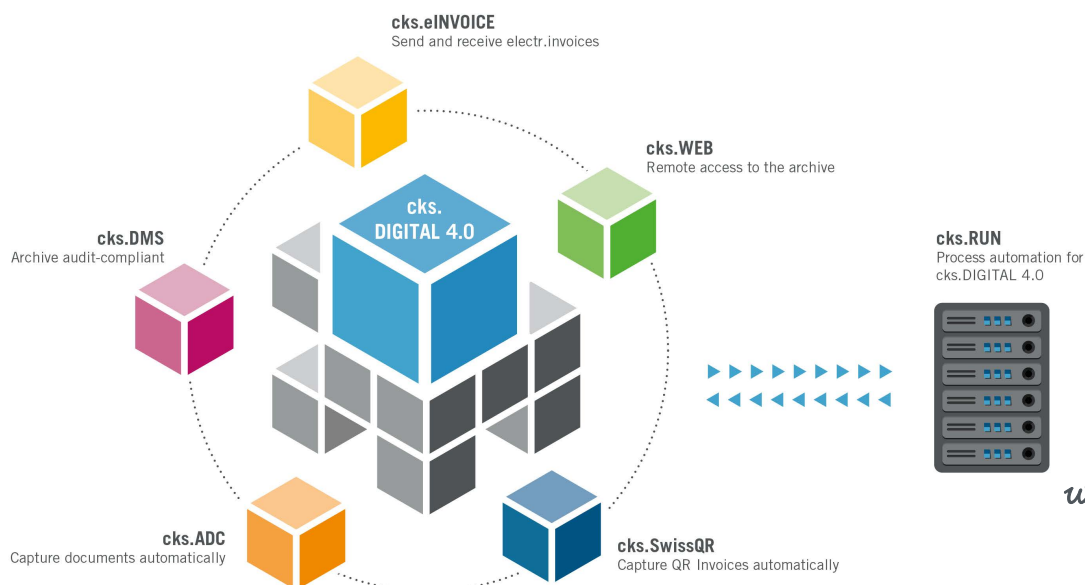 cks.eINVOICE
Send and receive electr.invoices
cks.WEB
Remote access to the archive
cks.
DIGITAL 4.0
cks.DMS
Archive audit-compliant
cks.RUN
Process automation for
cks.DIGITAL 4.0
cks.ADC
Capture documents automatically
cks.SwissQR
Capture QR Invoices automatically